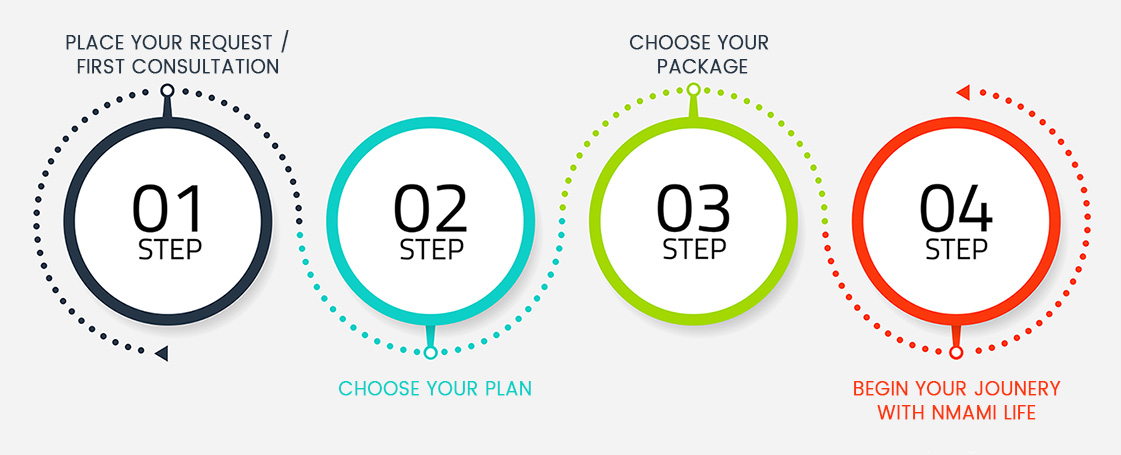 PLACE YOUR REQUEST /
FIRST CONSULTATION
01
STEP
02
STEP
CHOOSE YOUR PLAN
CHOOSE YOUR
PACKAGE
03
STEP
04
STEP
BEGIN YOUR JOUNERY
WITH NMAMI LIFE